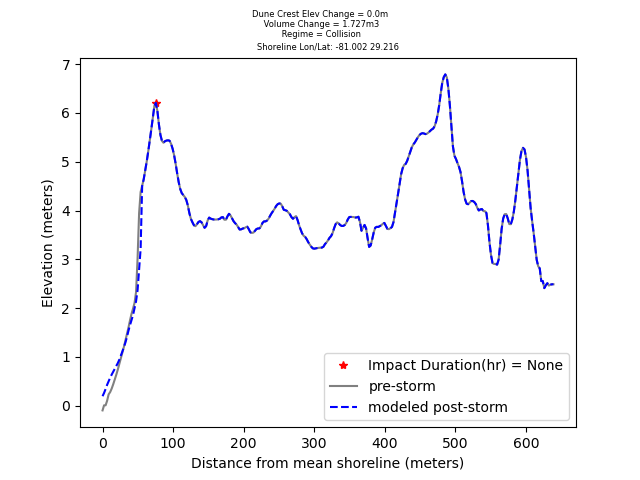 Dune Crest Elev Change = 0.0m
Volume Change = 1.727m3
Regime = Collision
Shoreline Lon/Lat: -81.002 29.216
7
6
5
4
3
2
1
0
Elevation (meters)
Impact Duration(hr) = None
pre-storm
modeled post-storm
0 100 200 300 400 500 600
Distance from mean shoreline (meters)